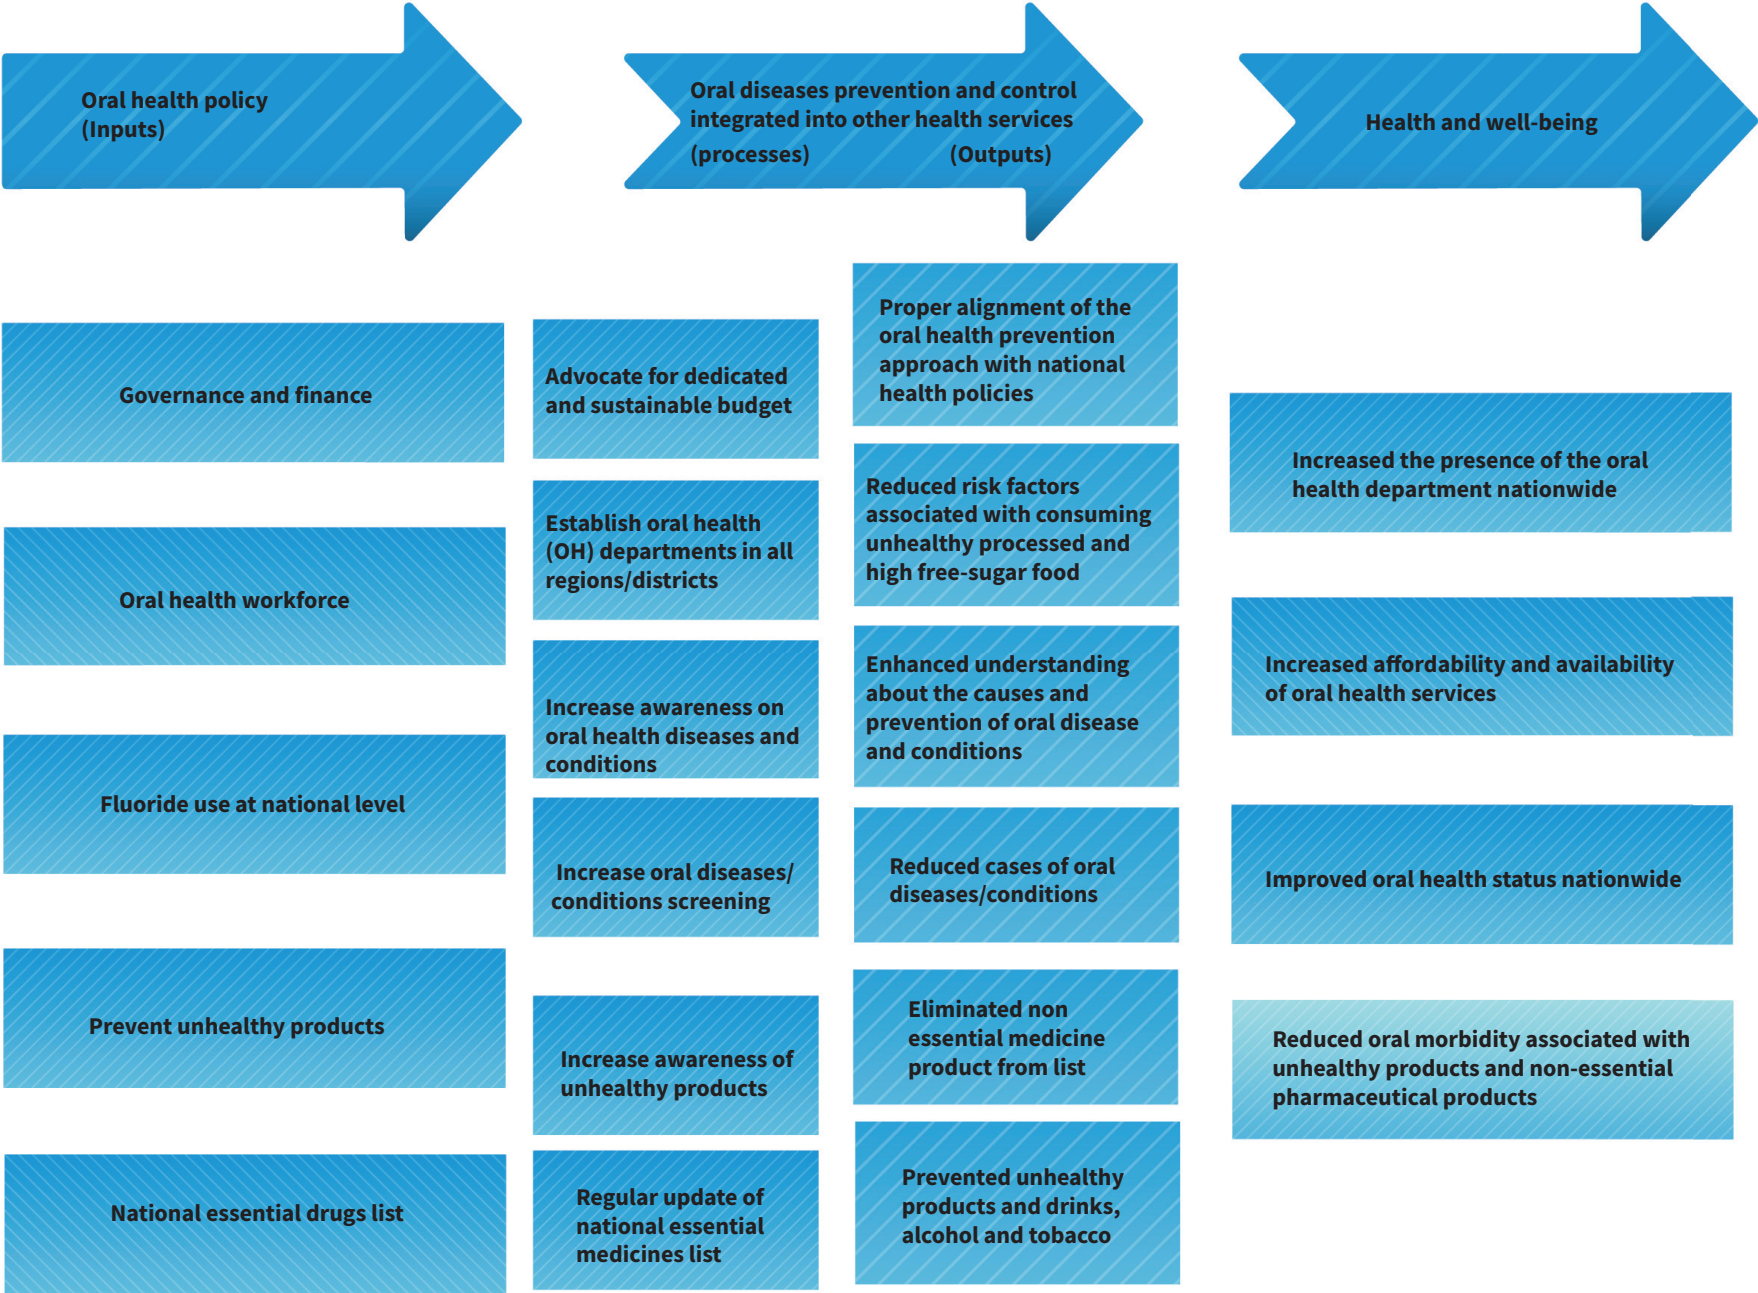 Oral health policy
(Inputs)
Oral diseases prevention and control
integrated into other health services
(processes) (Outputs)
Health and well-being
Governance and finance
Oral health workforce
Fluoride use at national level
Prevent unhealthy products
National essential drugs list
Advocate for dedicated
and sustainable budget
Establish oral health
(OH) departments in all
regions/districts
Increase awareness on
oral health diseases and
conditions
Increase oral diseases/
conditions screening
Increase awareness of
unhealthy products
Regular update of
national essential
medicines list
Proper alignment of the
oral health prevention
approach with national
health policies
Reduced risk factors
associated with consuming
unhealthy processed and
high free-sugar food
Enhanced understanding
about the causes and
prevention of oral disease
and conditions
Reduced cases of oral
diseases/conditions
Eliminated non
essential medicine
product from list
Prevented unhealthy
products and drinks,
alcohol and tobacco
Increased the presence of the oral
health department nationwide
Increased affordability and availability
of oral health services
Improved oral health status nationwide
Reduced oral morbidity associated with
unhealthy products and non-essential
pharmaceutical products